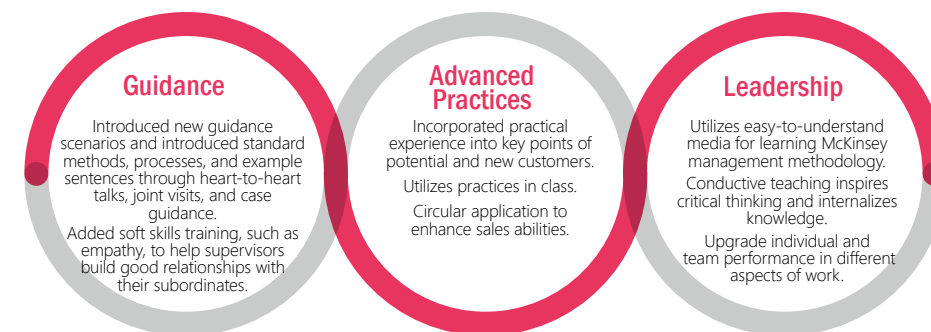 Guidance
Introduced new guidance
scenarios and introduced standard
methods, processes, and example
sentences through heart-to-heart
talks, joint visits, and case
guidance.
Added soft skills training, such as
empathy, to help supervisors
build good relationships with
their subordinates.
Advanced
Practices
Incorporated practical
experience into key points of
potential and new customers.
Utilizes practices in class.
Circular application to
enhance sales abilities.
Leadership
Utilizes easy-to-understand
media for learning McKinsey
management methodology.
Conductive teaching inspires
critical thinking and internalizes
knowledge.
Upgrade individual and
team performance in different
aspects of work.